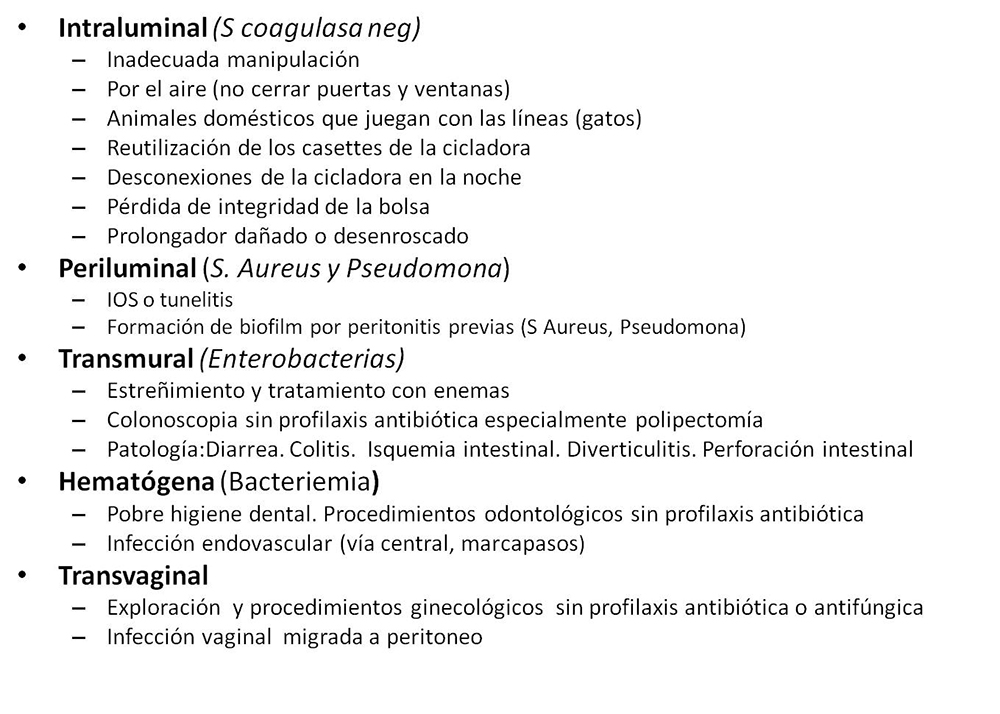 • Intraluminal (S coagulasa neg)
– Inadecuada manipulación
– Por el aire (no cerrar puertas y ventanas)
– Animales domésticos que juegan con las líneas (gatos)
– Reutilización de los casettes de la cicladora
– Desconexiones de la cicladora en la noche
– Pérdida de integridad de la bolsa
– Prolongador dañado o desenroscado
• Periluminal (S. Aureus y Pseudomona)
– IOS o tunelitis
– Formación de biofilm por peritonitis previas (S Aureus, Pseudomona)
• Transmural (Enterobacterias)
– Estreñimiento y tratamiento con enemas
– Colonoscopia sin profilaxis antibiótica especialmente polipectomía
– Patología:Diarrea. Colitis. Isquemia intestinal. Diverticulitis. Perforación intestinal
• Hematógena (Bacteriemia)
– Pobre higiene dental. Procedimientos odontológicos sin profilaxis antibiótica
– Infección endovascular (vía central, marcapasos)
• Transvaginal
– Exploración y procedimientos ginecológicos sin profilaxis antibiótica o antifúngica
– Infección vaginal migrada a peritoneo